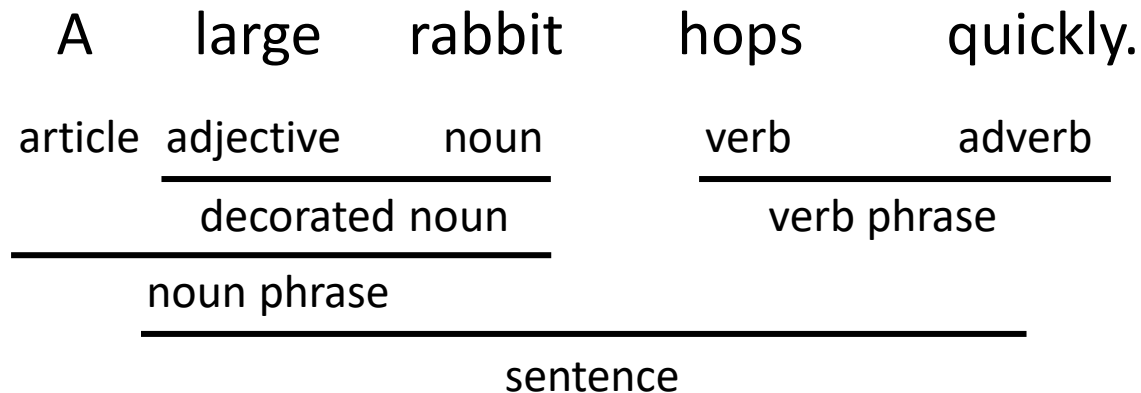 A large rabbit hops quickly.
article adjective noun verb adverb
decorated noun verb phrase
noun phrase
sentence